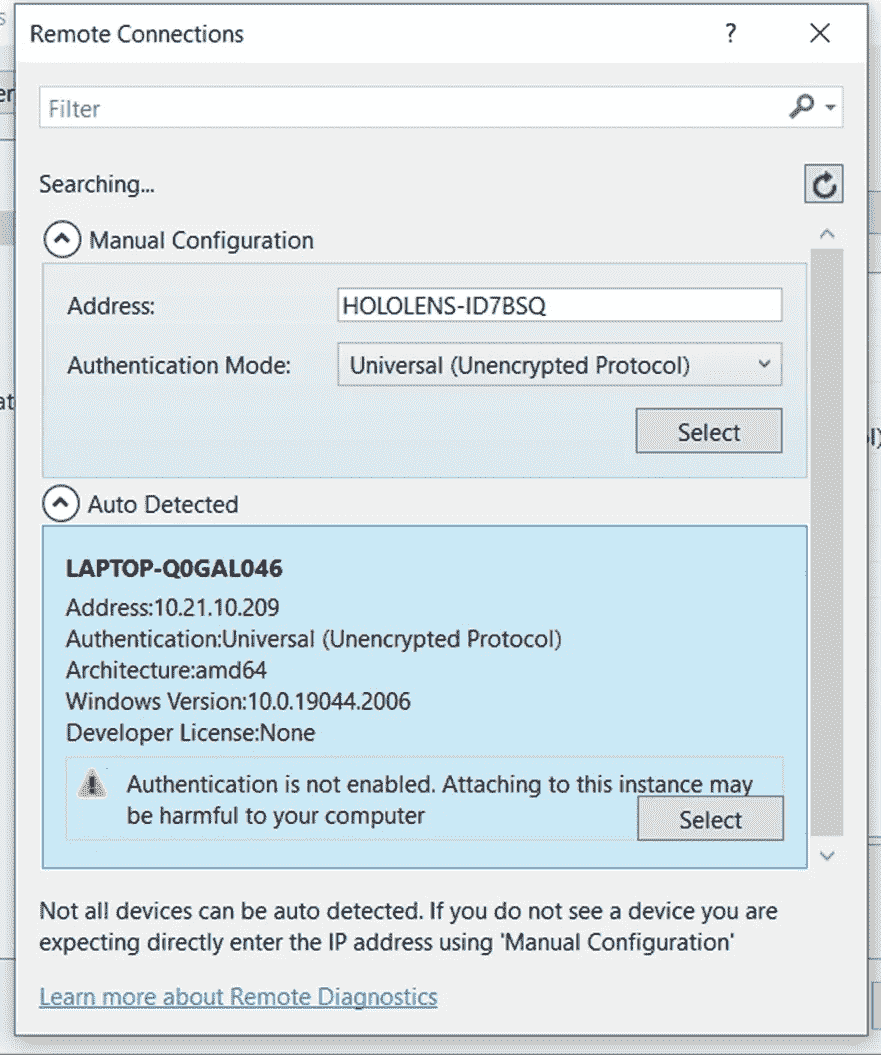 Remote Connections ?
Filter
Searching...
Manual Configuration
Address: HOLOLENS-ID7BSQ
Authentication Mode: Universal (Unencrypted Protocol)
Select
Auto Detected
LAPTOP-Q0GAL046
Address:10.21.10.209
Authentication:Universal (Unencrypted Protocol)
Architecture:amd64
Windows Version:10.0.19044.2006
Developer License:None
Authentication is not enabled. Attaching to this instance may
be harmful to your computer
Select
Not all devices can be auto detected. If you do not see a device you are
expecting directly enter the IP address using 'Manual Configuration'
Learn more about Remote Diagnostics